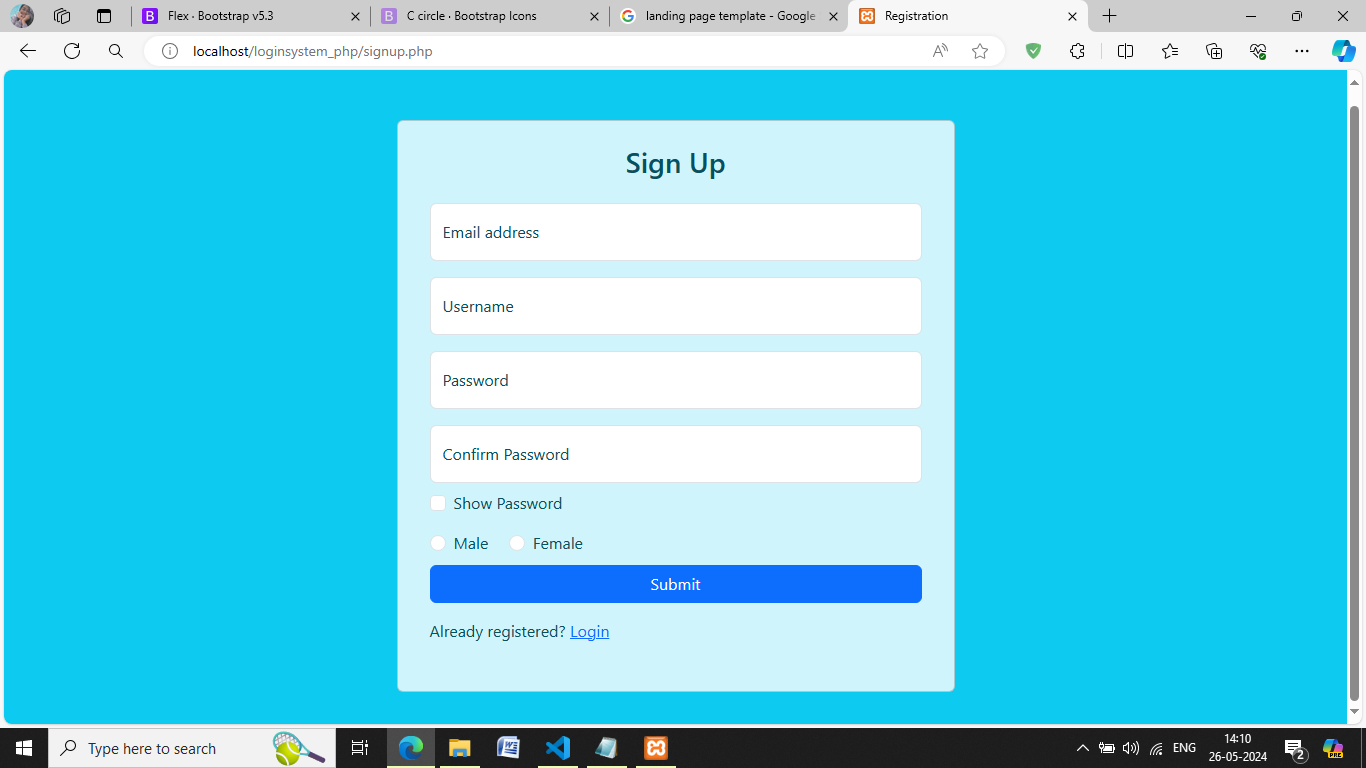 Flex · Bootstrap v5.3
C circle · Bootstrap Icons
landing page template - Google
Registration
localhost/loginsystem_php/signup.php
Sign Up
Email address
Username
Password
Confirm Password
Show Password
Male Female
Submit
Already registered? Login
Type here to search
ENG
14:10
26-05-2024
2
PRE